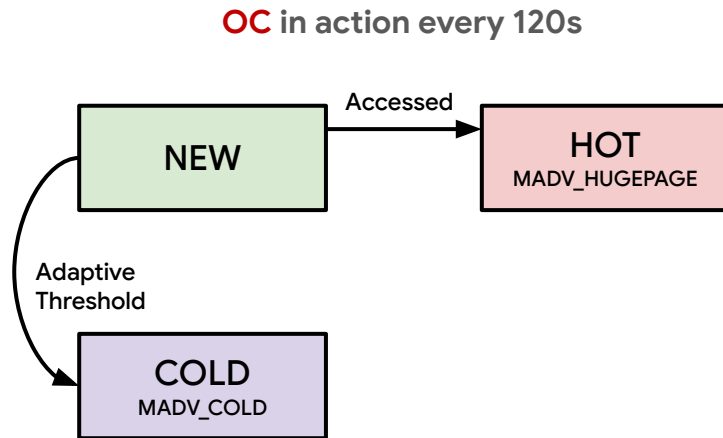 OC in action every 120s
NEW
Accessed
HOT
MADV_HUGEPAGE
Adaptive
Threshold
COLD
MADV_COLD